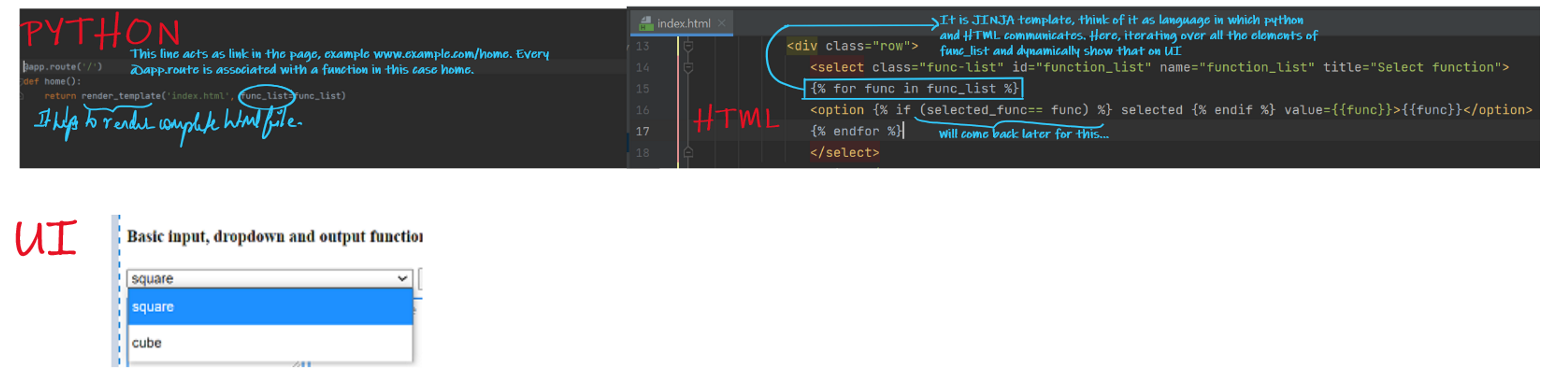 PYTHON
This line acts as link in the page, example www.example.com/home. Every
@app.route is associated with a function in this case home.
@app.route('/')
def home():
return render_template('index.html', func_list=func_list)
It helps to render complete html file.
index.html ×
It is JINJA template, think of it as language in which python
and HTML communicates. Here, iterating over all the elements of
func_list and dynamically show that on UI
13 <div class="row">
14 <select class="func-list" id="function_list" name="function_list" title="Select function">
15 {% for func in func_list %}
16 <option {% if (selected_func== func) %} selected {% endif %} value={{func}}>{{func}}</option>
17 {% endfor %}
18 </select>
HTML
Will come back later for this...
UI
Basic input, dropdown and output function
square
square
cube